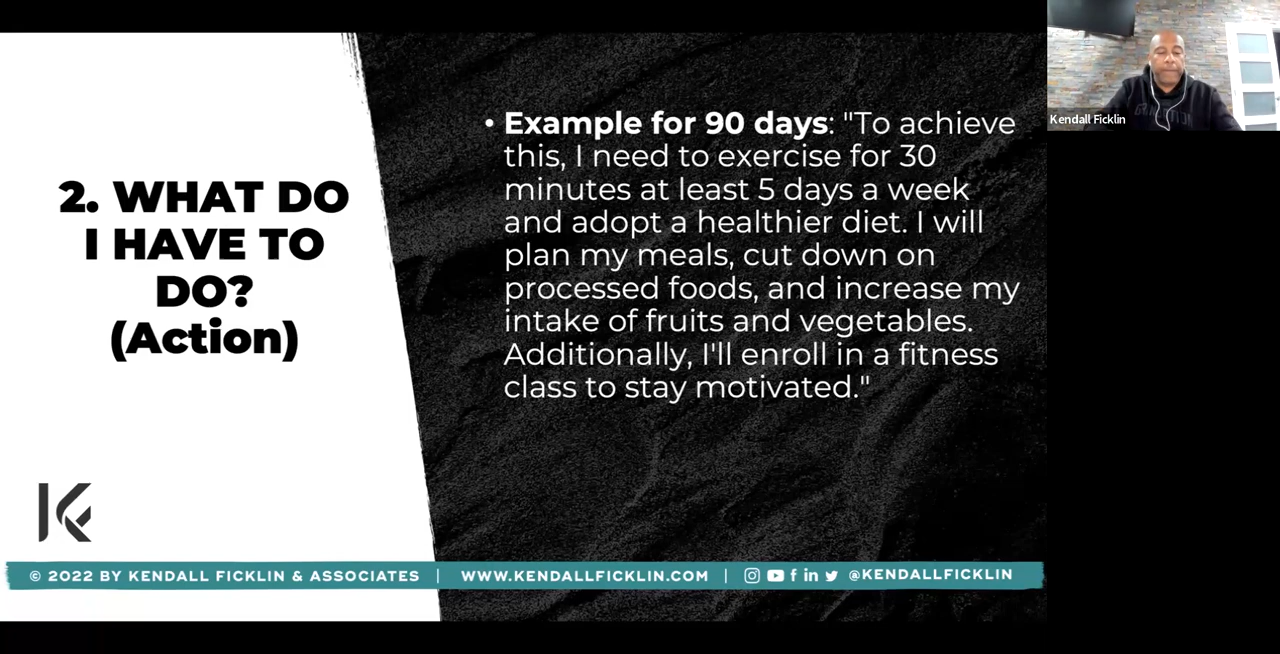 2. WHAT DO
I HAVE TO
DO?
(Action)
• Example for 90 days: "To achieve
this, I need to exercise for 30
minutes at least 5 days a week
and adopt a healthier diet. I will
plan my meals, cut down on
processed foods, and increase my
intake of fruits and vegetables.
Additionally, I'll enroll in a fitness
class to stay motivated."
Kendall Ficklin
© 2022 BY KENDALL FICKLIN & ASSOCIATES | WWW.KENDALLFICKLIN.COM | @KENDALLFICKLIN